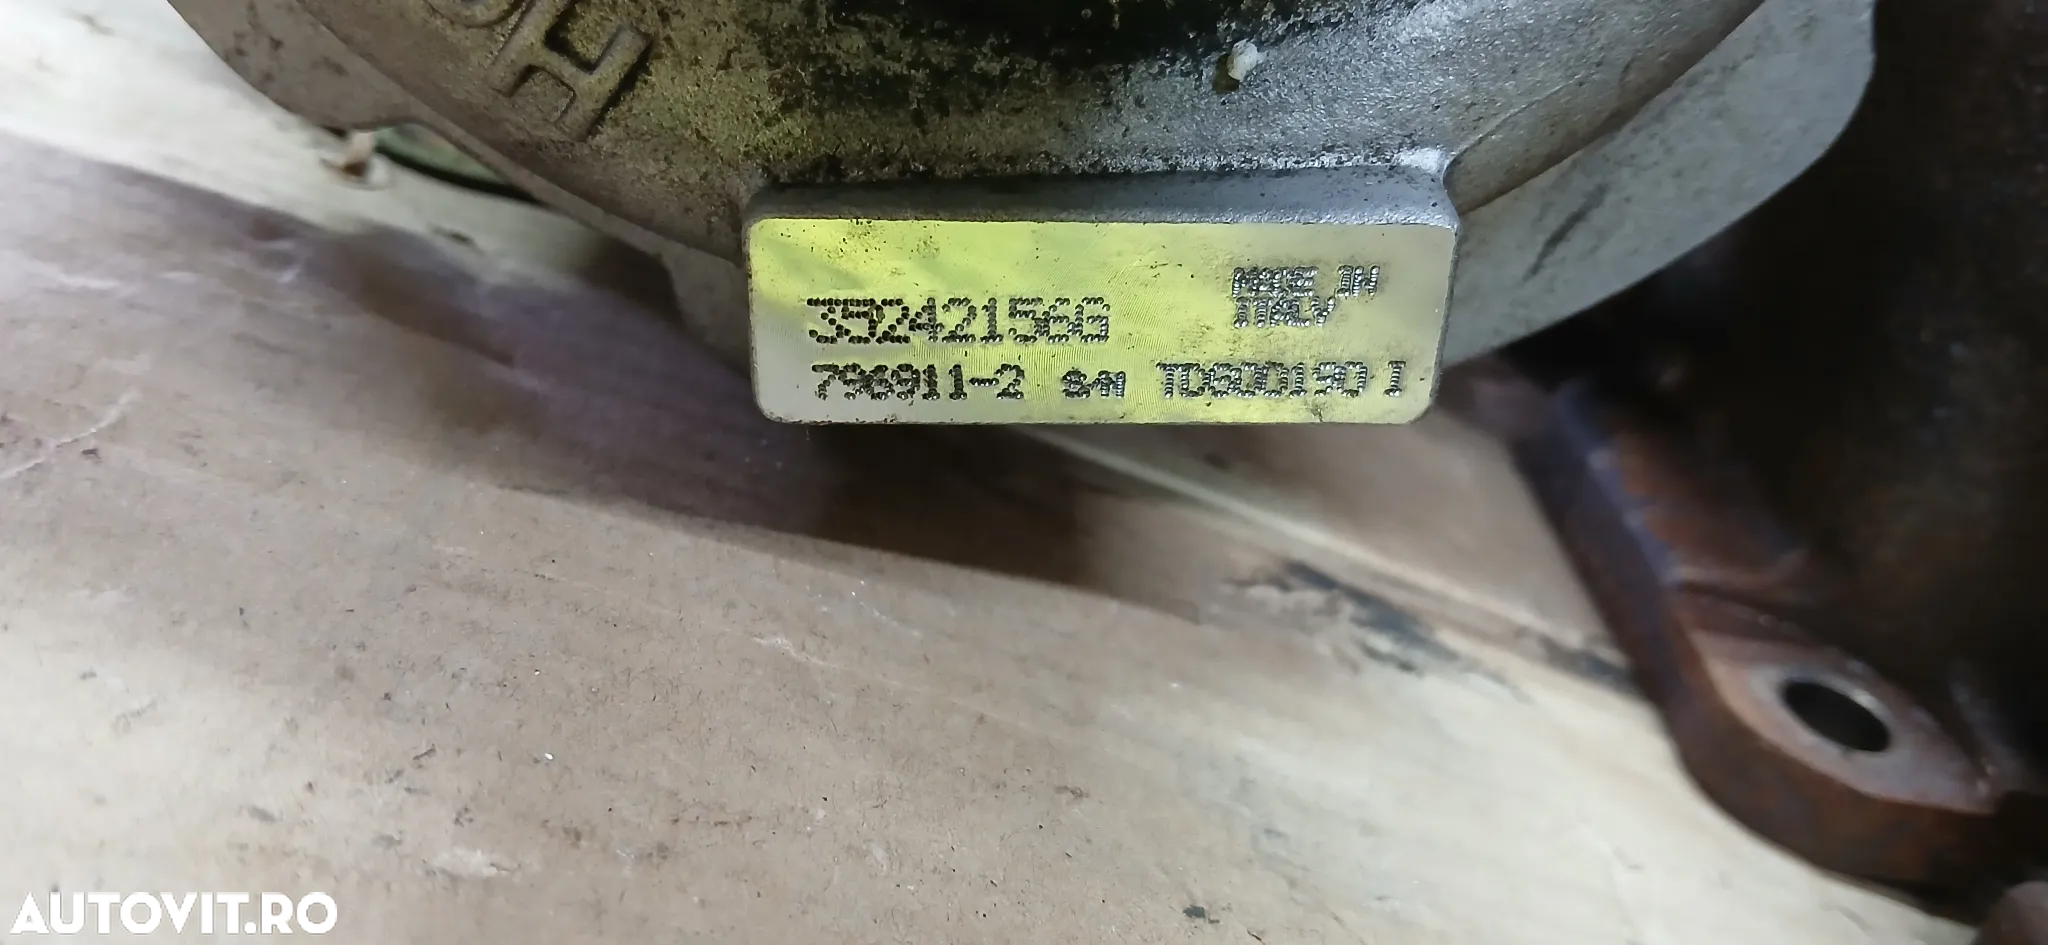 MADE IN
ITALY
35242156G
796911-2 s/n TD6001901
AUTOVIT.RO